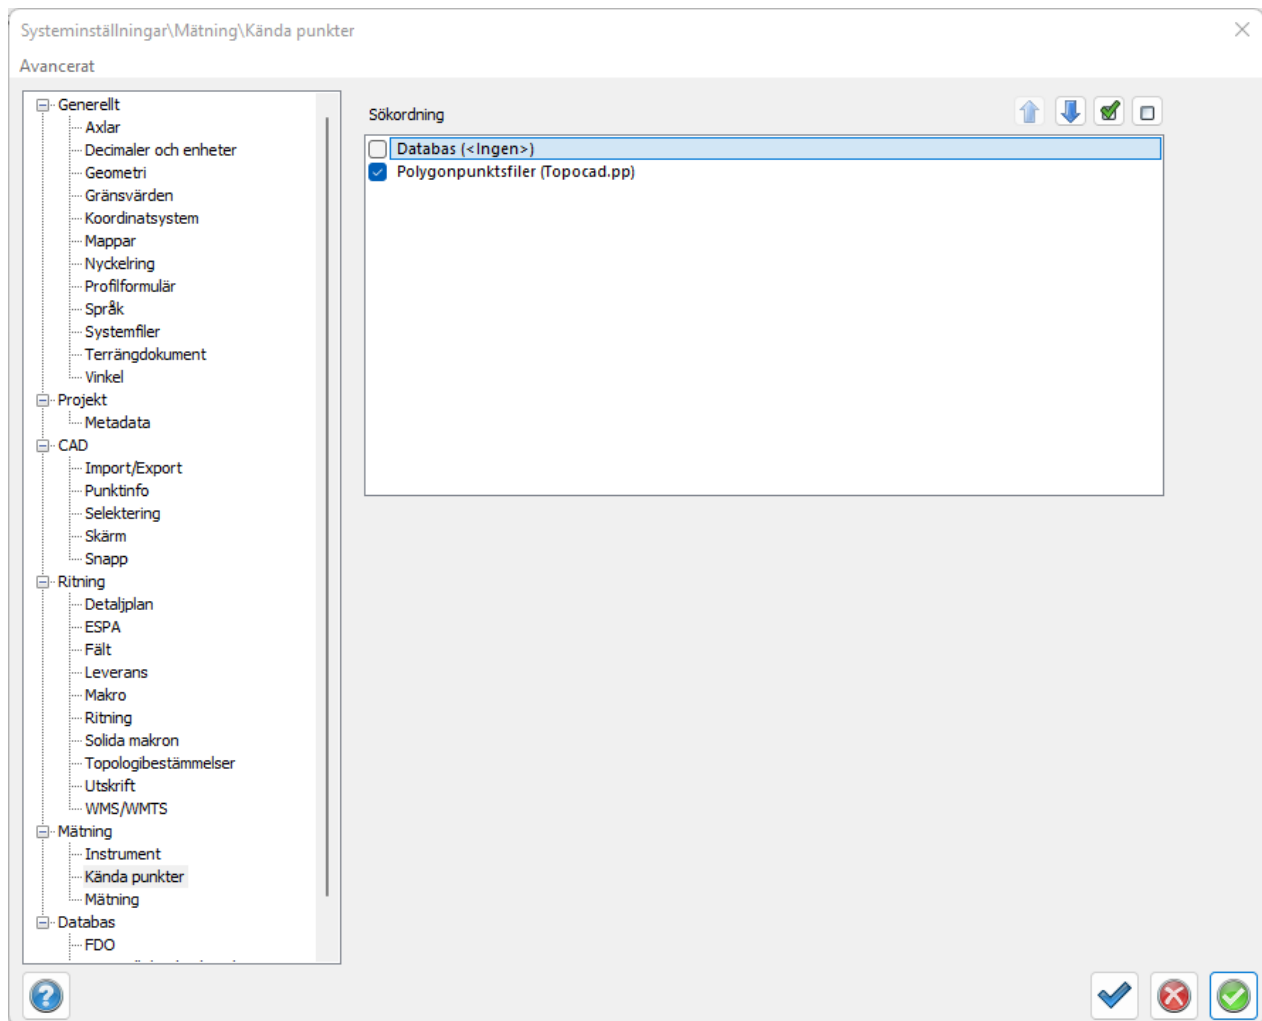 Systeminställningar\Mätning\Kända punkter
Avancerat
Generellt
Axlar
Decimaler och enheter
Geometri
Gränsvärden
Koordinatsystem
Mappar
Nyckelring
Profilformulär
Språk
Systemfiler
Terrängdokument
Vinkel
Projekt
Metadata
CAD
Import/Export
Punktinfo
Selektering
Skärm
Snapp
Ritning
Detaljplan
ESPA
Fält
Leverans
Makro
Ritning
Solida makron
Topologibestämmelser
Utskrift
WMS/WMTS
Mätning
Instrument
Kända punkter
Mätning
Databas
FDO
Sökordning
Databas (<Ingen>)
Polygonpunktsfiler (Topocad.pp)